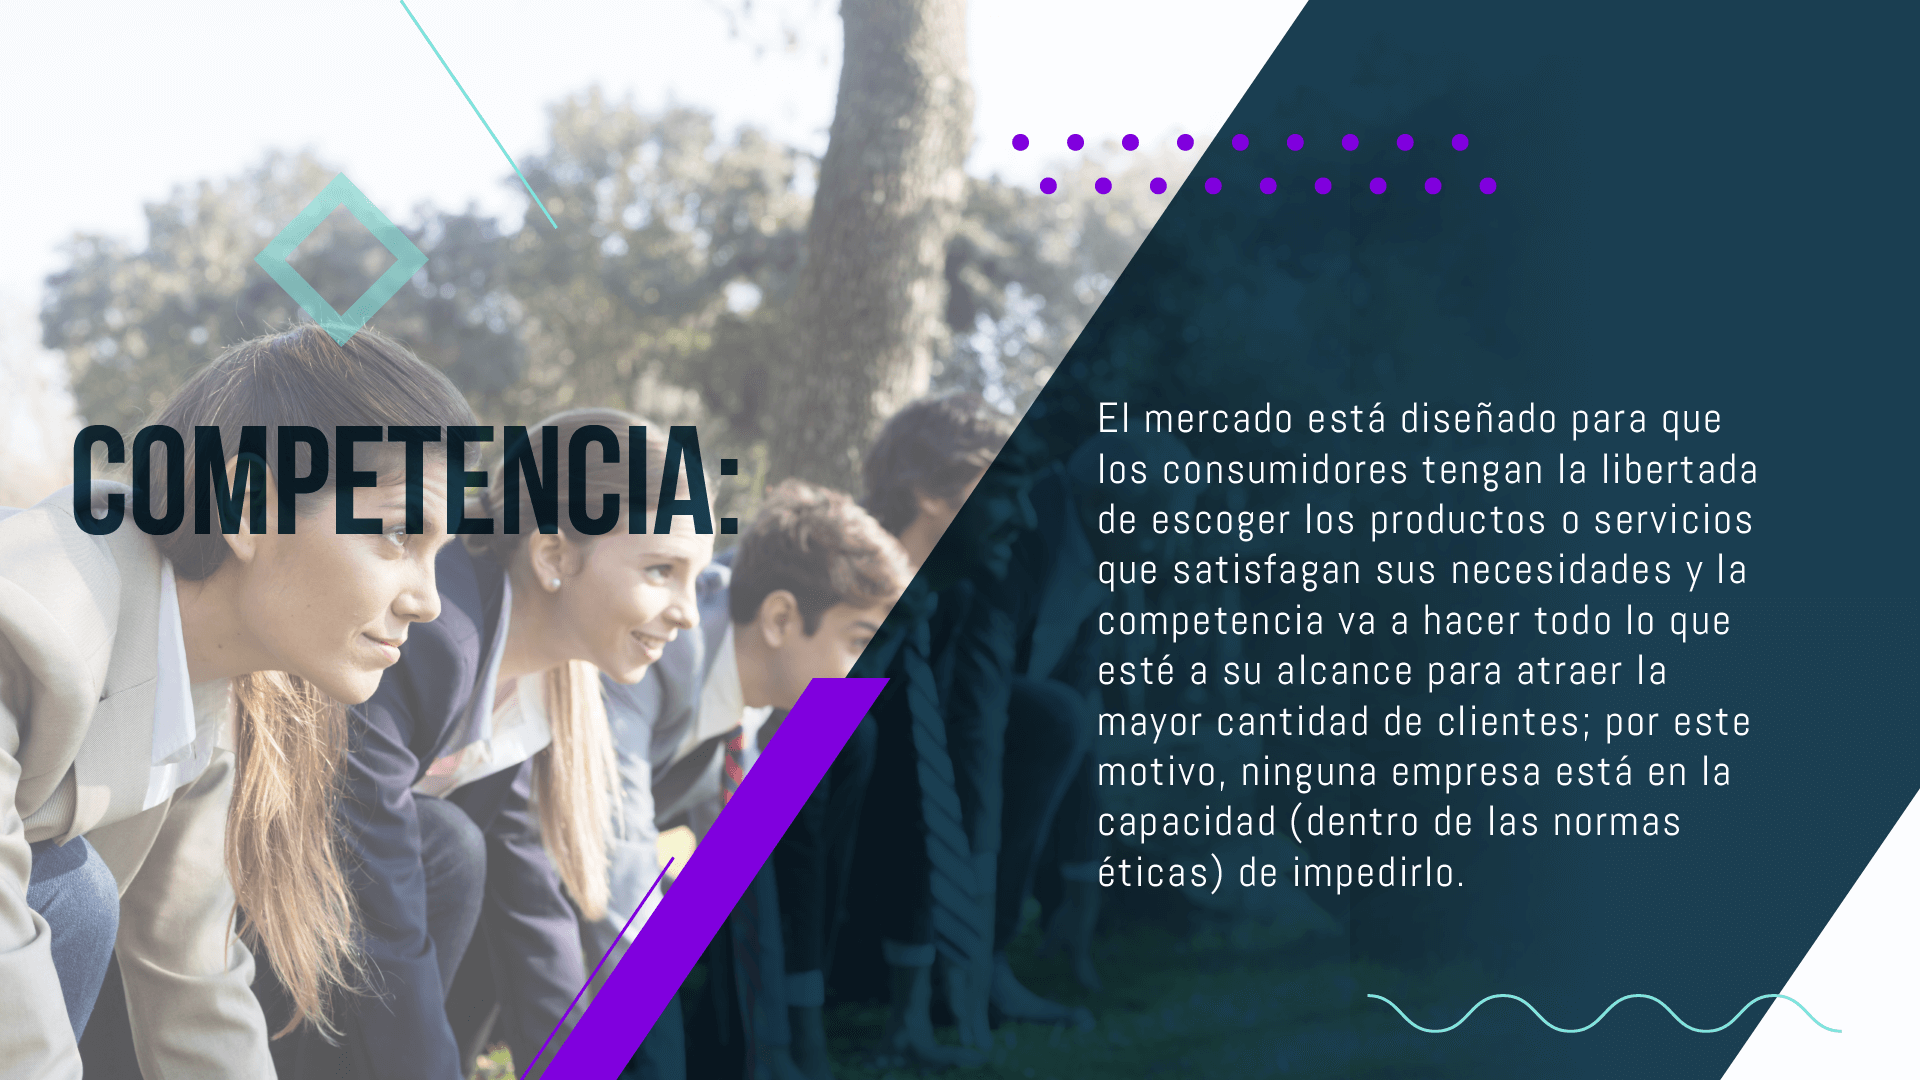 COMPETENCIA:
El mercado está diseñado para que
los consumidores tengan la libertada
de escoger los productos o servicios
que satisfagan sus necesidades y la
competencia va a hacer todo lo que
esté a su alcance para atraer la
mayor cantidad de clientes; por este
motivo, ninguna empresa está en la
capacidad (dentro de las normas
éticas) de impedirlo.